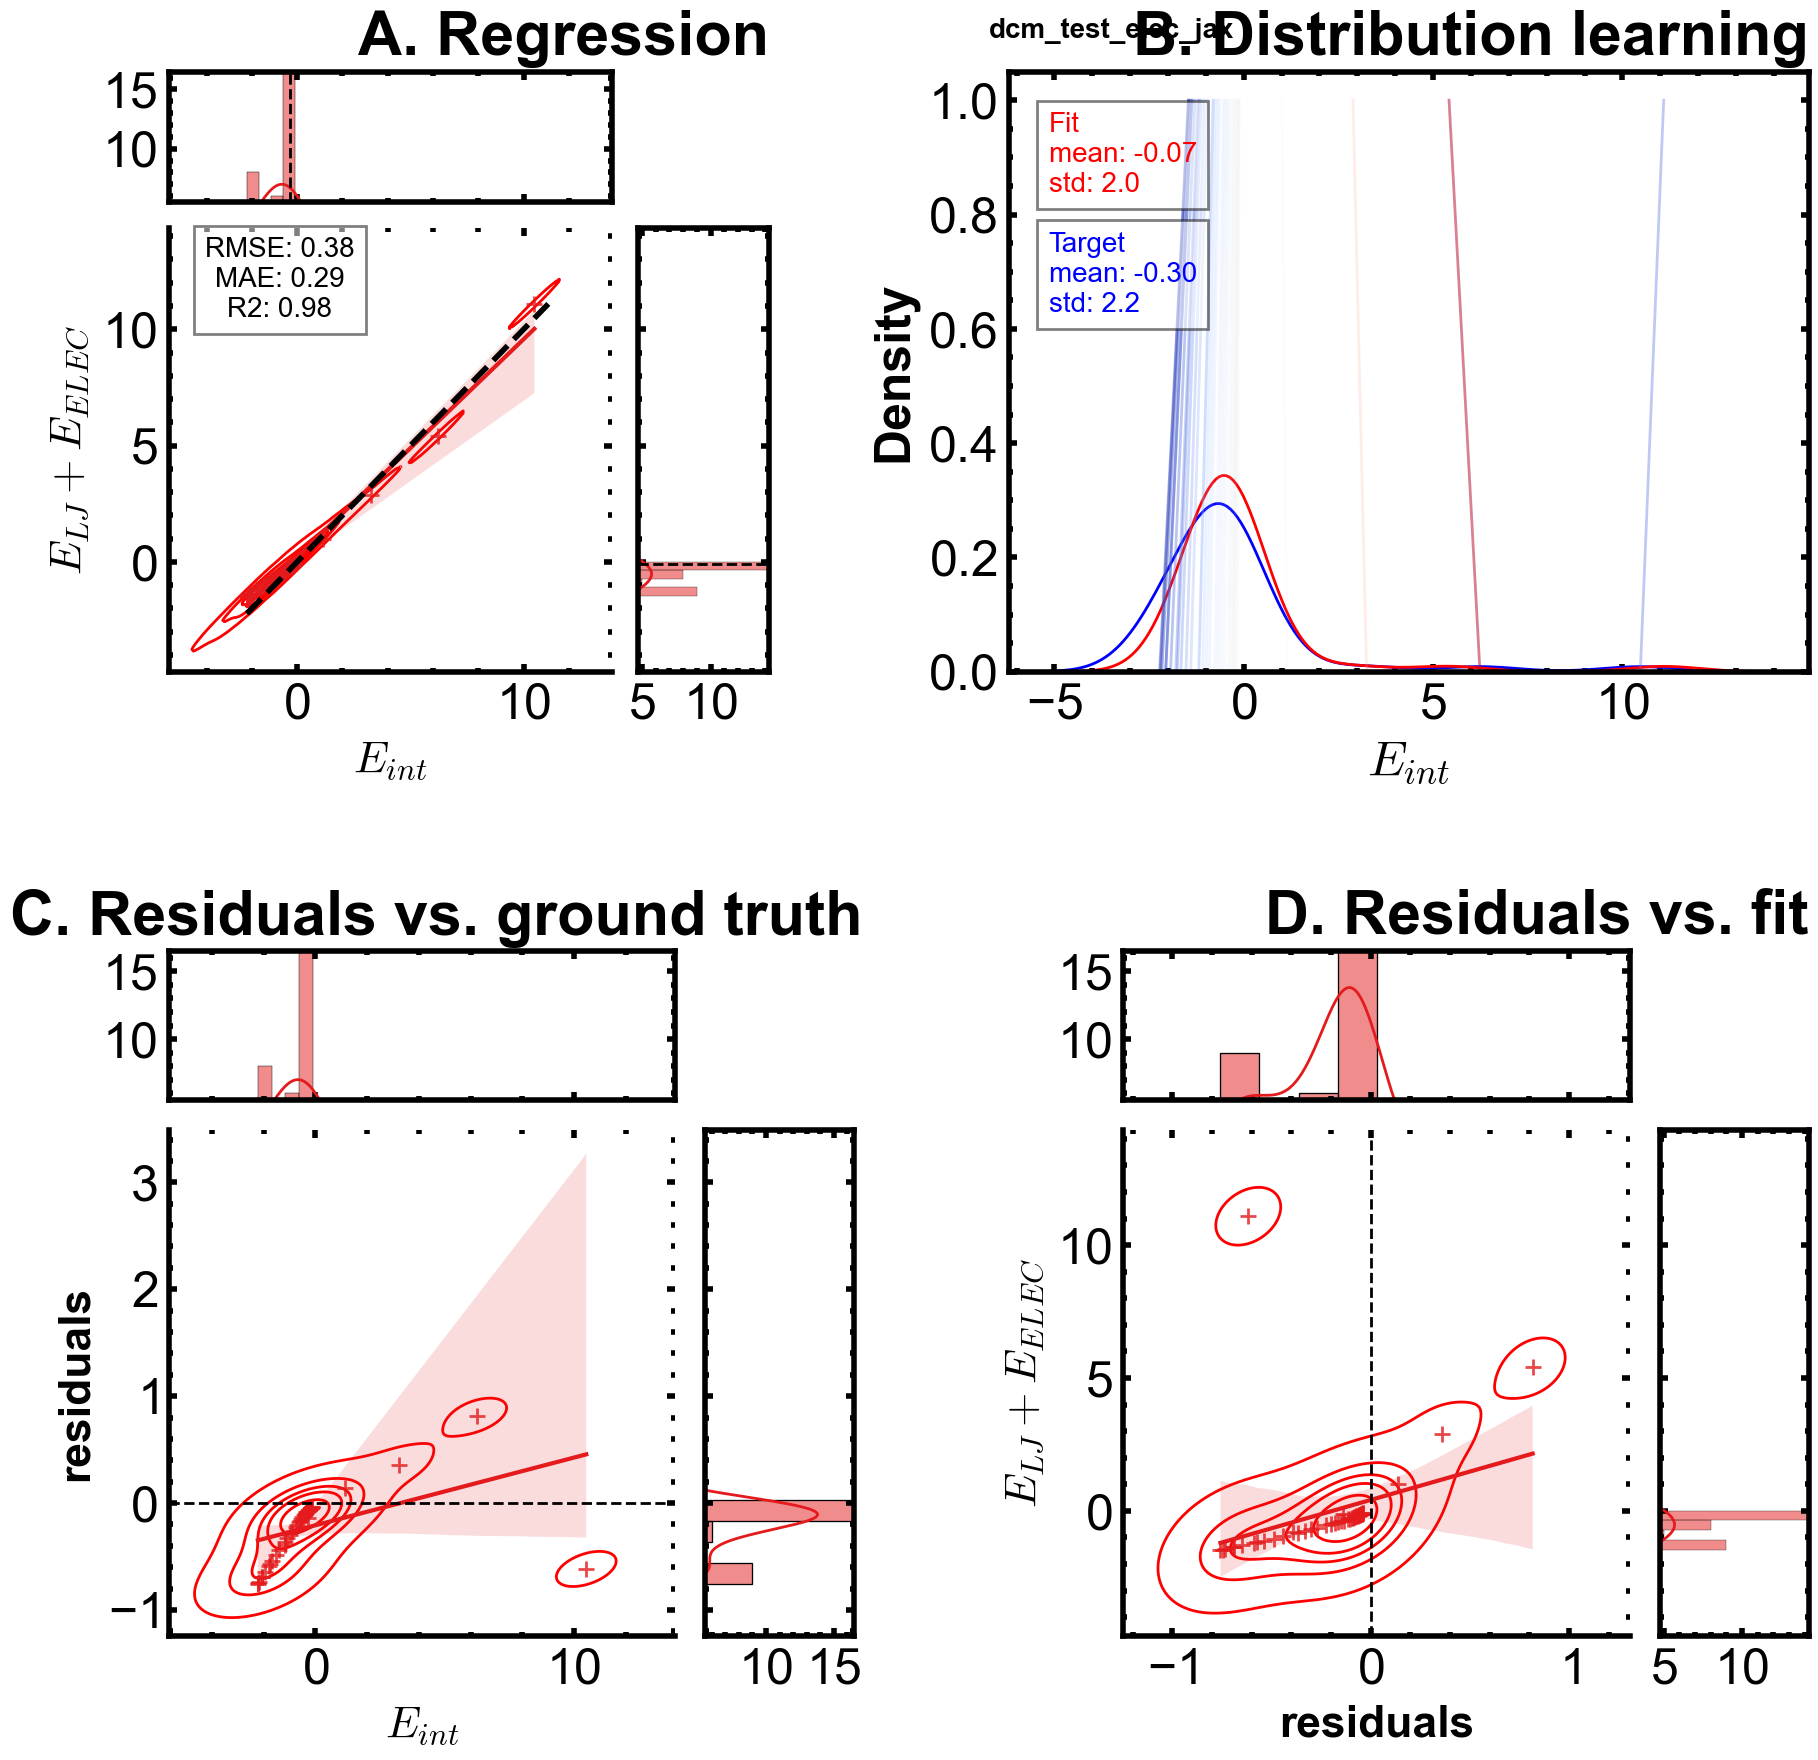 A. Regression
15
10
RMSE: 0.38
MAE: 0.29
R2: 0.98
10
5
0
E_{LJ} + E_{ELEC}
0 10
5 10
E_{int}
dcm_test_elec_jax
B. Distribution learning
1.0
0.8
0.6
0.4
0.2
0.0
Density
Fit
mean: -0.07
std: 2.0
Target
mean: -0.30
std: 2.2
−5 0 5 10
E_{int}
C. Residuals vs. ground truth
15
10
3
2
1
0
−1
residuals
0 10
10 15
E_{int}
D. Residuals vs. fit
15
10
10
5
0
E_{LJ} + E_{ELEC}
−1 0 1
5 10
residuals